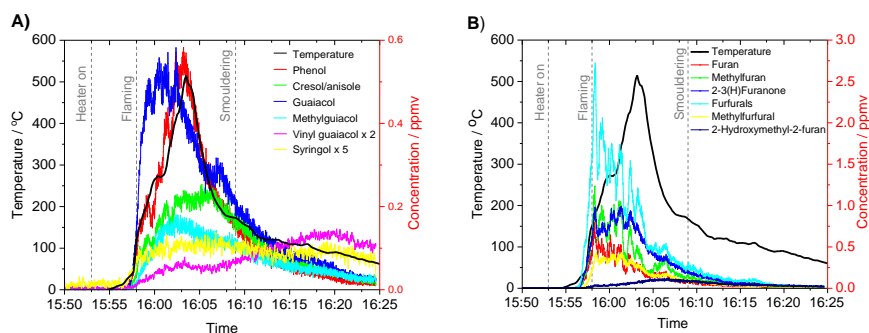 A)
B)
600
500
400
300
200
100
0
Temperature / °C
0.6
0.4
0.2
0.0
Concentration / ppmv
15:50
15:55
16:00
16:05
16:10
16:15
16:20
16:25
Time
Heater on
Flaming
Smouldering
Temperature
Phenol
Cresol/anisole
Guaiacol
Methylguiacol
Vinyl guaiacol x 2
Syringol x 5
600
500
400
300
200
100
0
Temperature / °C
3.0
2.5
2.0
1.5
1.0
0.5
0.0
Concentration / ppmv
15:50
15:55
16:00
16:05
16:10
16:15
16:20
16:25
Time
Heater on
Flaming
Smouldering
Temperature
Furan
Methylfuran
2-3(H)Furanone
Furfurals
Methylfurfural
2-Hydroxymethyl-2-furan